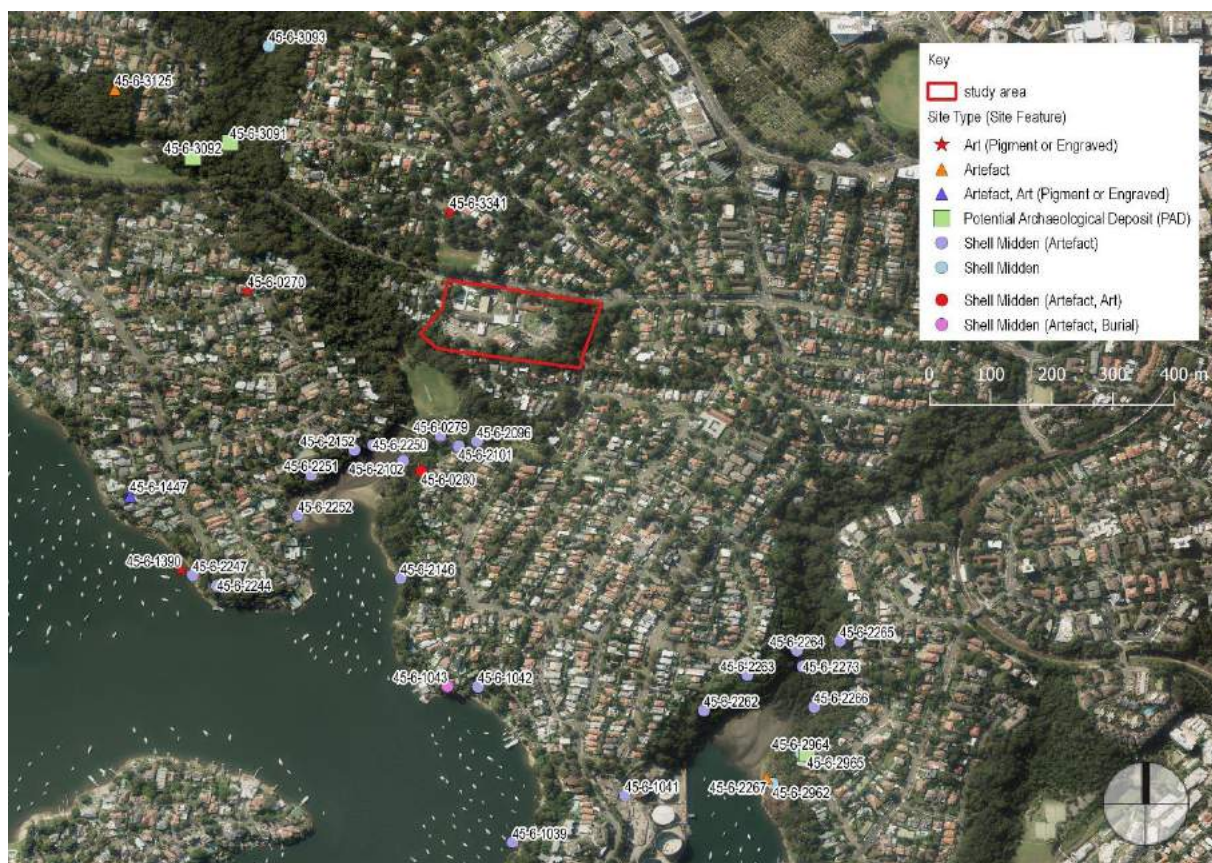 45-6-3093
Key
study area
Site Type (Site Feature)
Art (Pigment or Engraved)
Artefact
Artefact, Art (Pigment or Engraved)
Potential Archaeological Deposit (PAD)
Shell Midden (Artefact)
Shell Midden
Shell Midden (Artefact, Art)
Shell Midden (Artefact, Burial)
0 100 200 300 400 m
45-6-3125
45-6-3091
45-6-3092
45-6-3341
45-6-0270
45-6-0279
45-6-2096
45-6-2152
45-6-2250
45-6-2101
45-6-2251
45-6-2102
45-6-0280
45-6-1447
45-6-2252
45-6-1390
45-6-2247
45-6-2244
45-6-2146
45-6-2265
45-6-2264
45-6-2273
45-6-2263
45-6-1043
45-6-1042
45-6-2262
45-6-2266
45-6-2964
45-6-2965
45-6-2267
45-6-2962
45-6-1041
45-6-1039